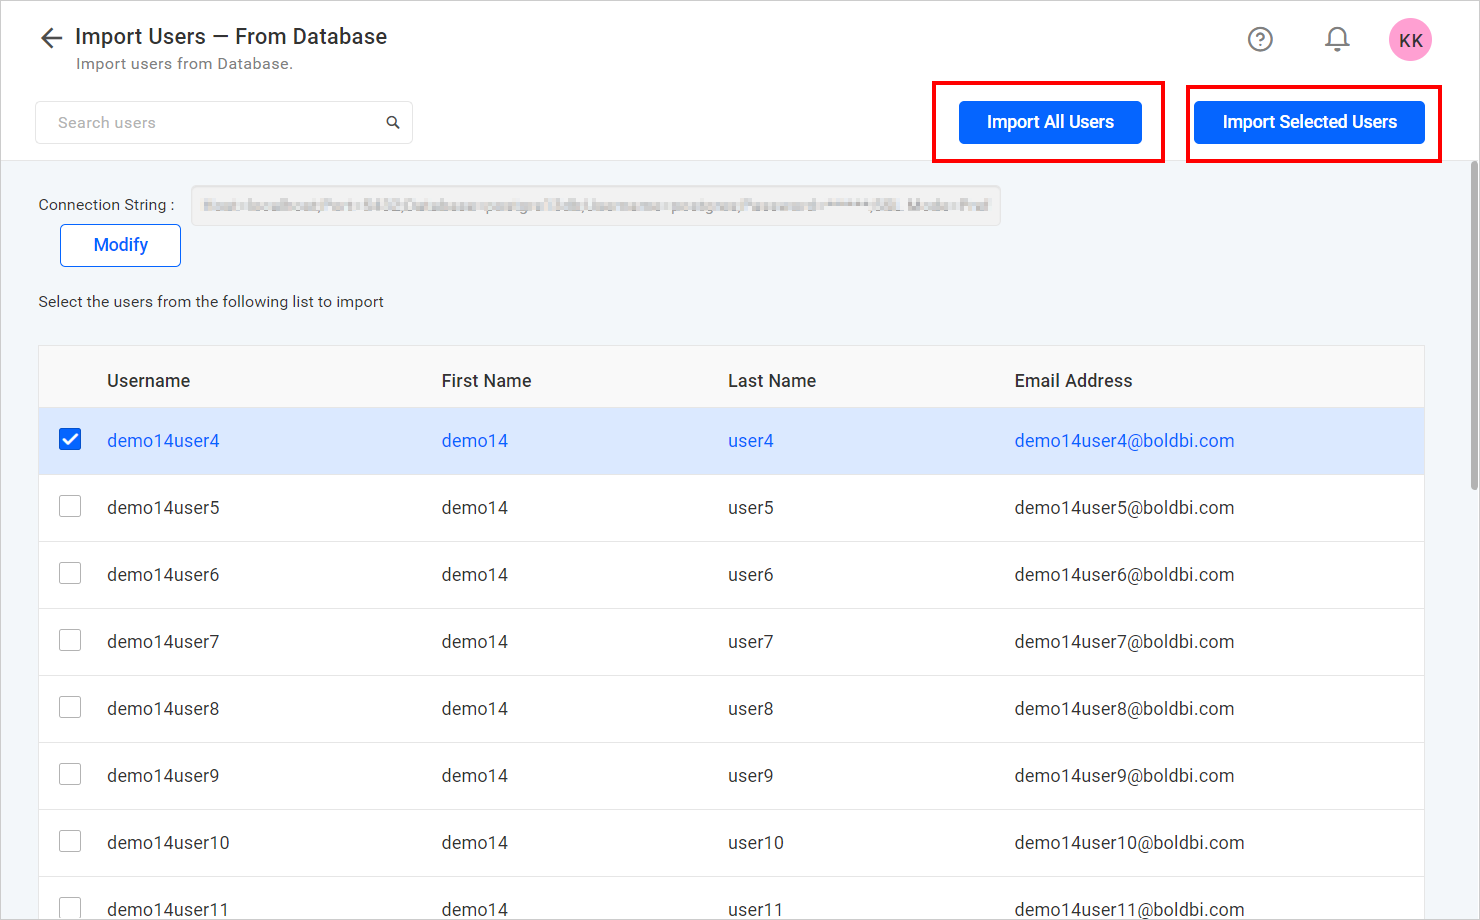 Import Users — From Database
Import users from Database.
KK
Search users
Import All Users
Import Selected Users
Connection String :
Modify
Select the users from the following list to import
Username First Name Last Name Email Address
demo14user4 demo14 user4 demo14user4@boldbi.com
demo14user5 demo14 user5 demo14user5@boldbi.com
demo14user6 demo14 user6 demo14user6@boldbi.com
demo14user7 demo14 user7 demo14user7@boldbi.com
demo14user8 demo14 user8 demo14user8@boldbi.com
demo14user9 demo14 user9 demo14user9@boldbi.com
demo14user10 demo14 user10 demo14user10@boldbi.com
demo14user11 demo14 user11 demo14user11@boldbi.com